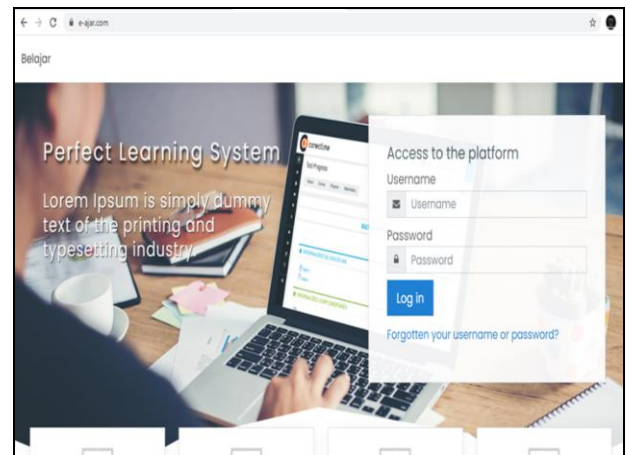 e-ajar.com
Belajar
Perfect Learning System
Lorem Ipsum is simply dummy
text of the printing and
typesetting industry.
Access to the platform
Username
Username
Password
Password
Log in
Forgotten your username or password?